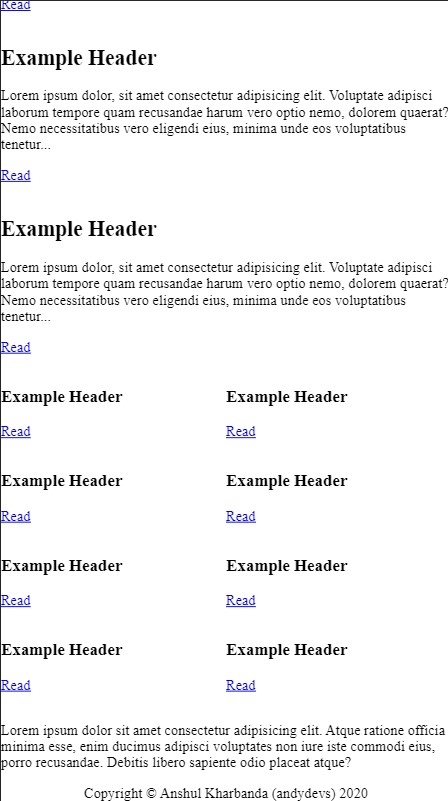 Read
Example Header
Lorem ipsum dolor, sit amet consectetur adipisicing elit. Voluptate adipisci
laborum tempore quam recusandae harum vero optio nemo, dolorem quaerat?
Nemo necessitatibus vero eligendi eius, minima unde eos voluptatibus
tenetur...
Read
Example Header
Lorem ipsum dolor, sit amet consectetur adipisicing elit. Voluptate adipisci
laborum tempore quam recusandae harum vero optio nemo, dolorem quaerat?
Nemo necessitatibus vero eligendi eius, minima unde eos voluptatibus
tenetur...
Read
Example Header Example Header
Read Read
Example Header Example Header
Read Read
Example Header Example Header
Read Read
Example Header Example Header
Read Read
Lorem ipsum dolor sit amet consectetur adipisicing elit. Atque ratione officia
minima esse, enim ducimus adipisci voluptates non iure iste commodi eius,
porro recusandae. Debitis libero sapiente odio placeat atque?
Copyright © Anshul Kharbanda (andydevs) 2020